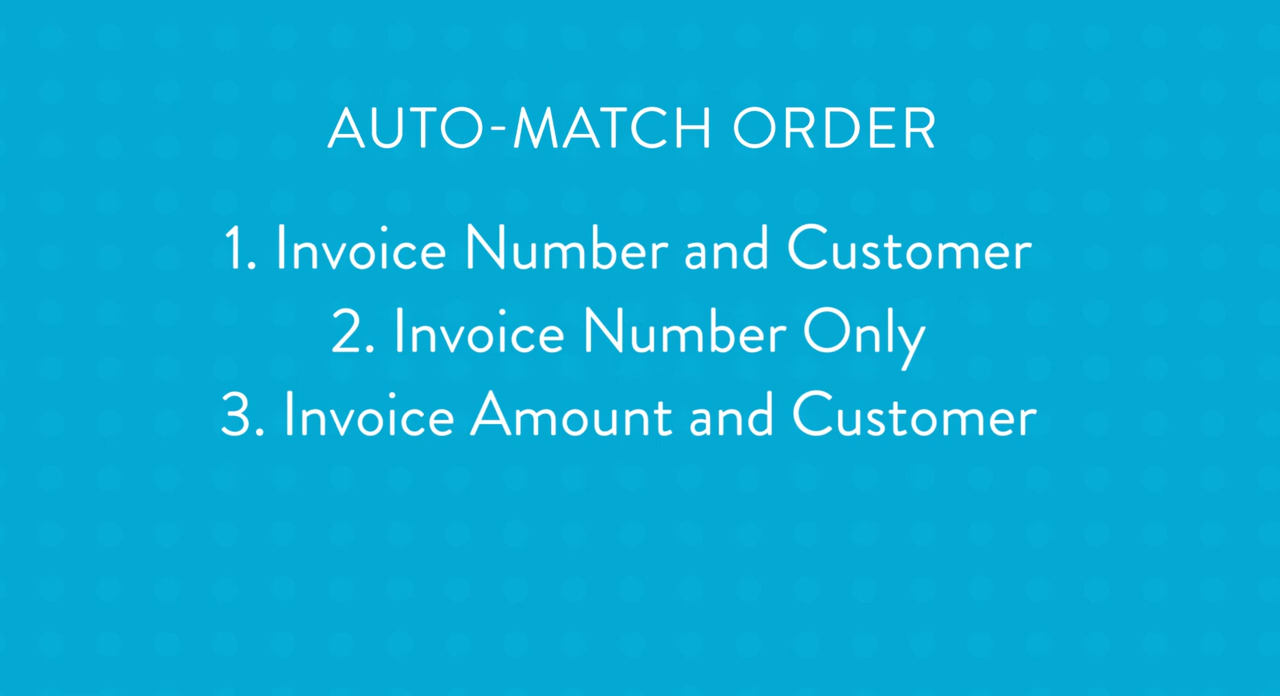 AUTO-MATCH ORDER
1. Invoice Number and Customer
2. Invoice Number Only
3. Invoice Amount and Customer